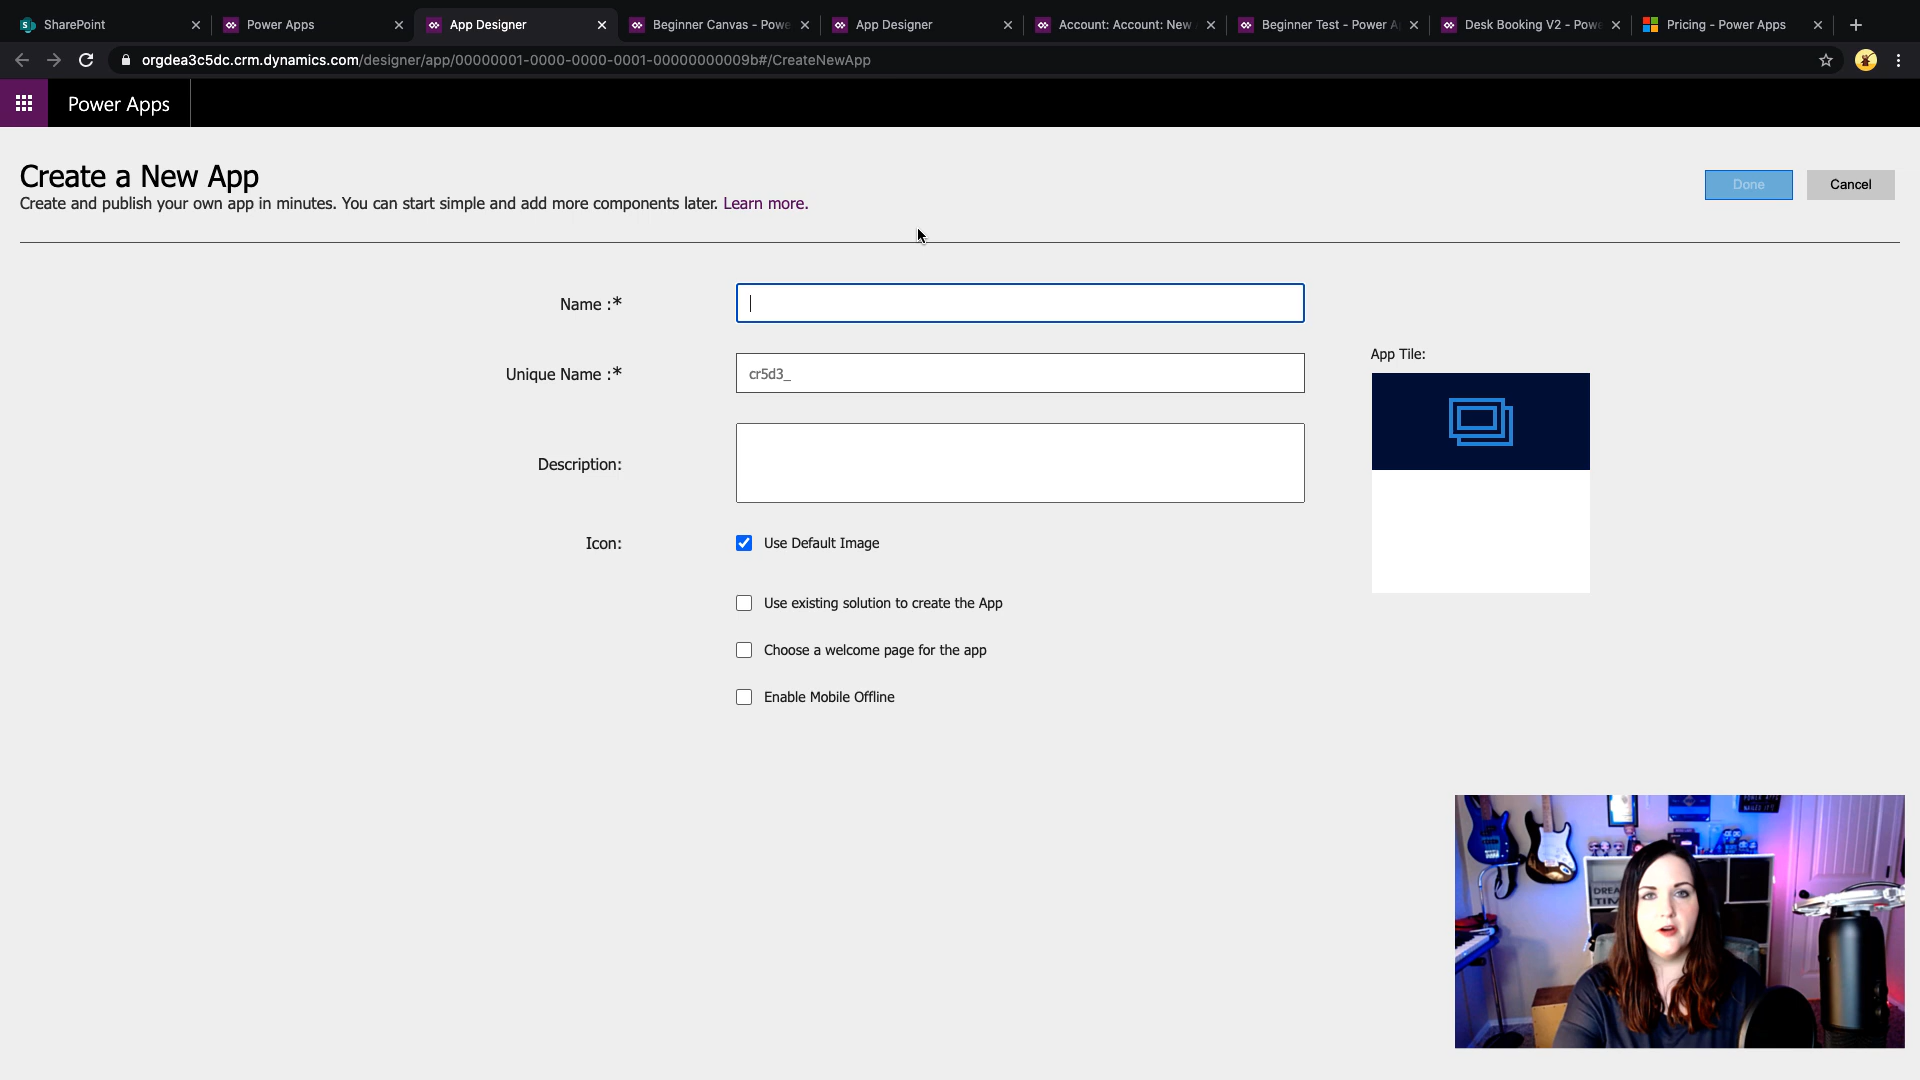 SharePoint
Power Apps
App Designer
Beginner Canvas - Powe
App Designer
Account: Account: New
Beginner Test - Power A
Desk Booking V2 - Powe
Pricing - Power Apps
orgdea3c5dc.crm.dynamics.com/designer/app/00000001-0000-0000-0001-00000000009b#/CreateNewApp
Power Apps
Create a New App
Done
Cancel
Create and publish your own app in minutes. You can start simple and add more components later. Learn more.
Name :*
Unique Name :*
cr5d3_
App Tile:
Description:
Icon:
Use Default Image
Use existing solution to create the App
Choose a welcome page for the app
Enable Mobile Offline